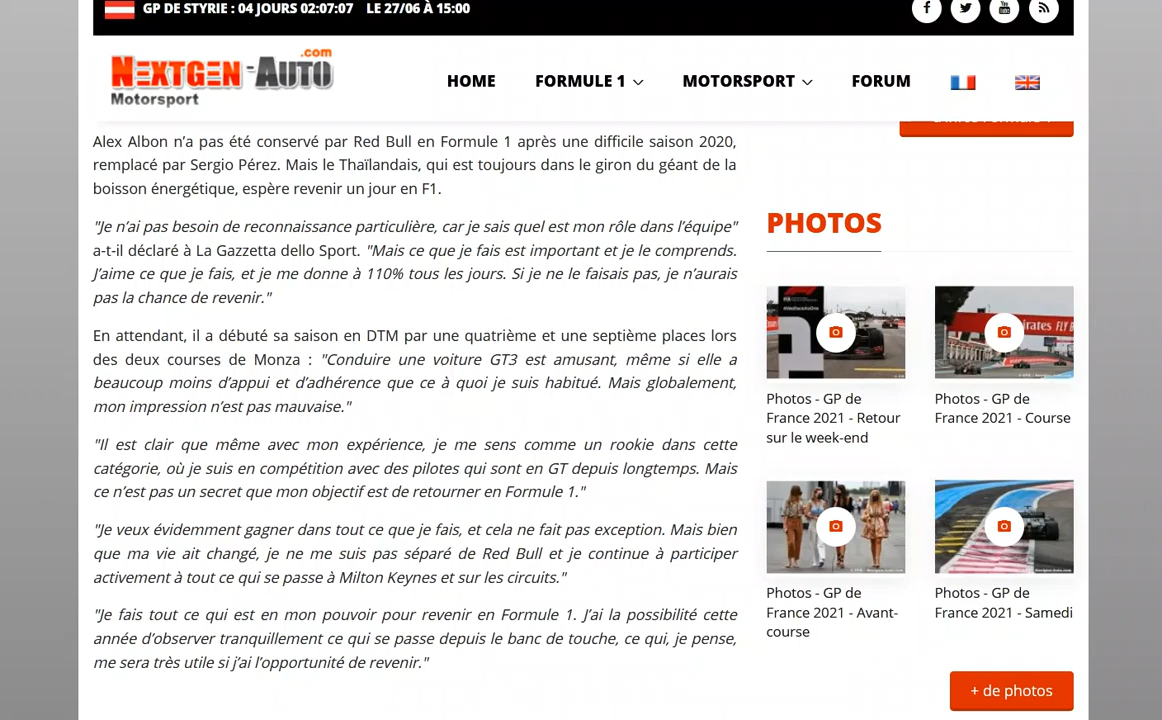 GP DE STYRIE : 04 JOURS 02:07:07 LE 27/06 À 15:00
NEXTGEN-AUTO.com
Motorsport
HOME FORMULE 1 MOTORSPORT FORUM
Alex Albon n’a pas été conservé par Red Bull en Formule 1 après une difficile saison 2020,
remplacé par Sergio Pérez. Mais le Thaïlandais, qui est toujours dans le giron du géant de la
boisson énergétique, espère revenir un jour en F1.
"Je n’ai pas besoin de reconnaissance particulière, car je sais quel est mon rôle dans l’équipe"
a-t-il déclaré à La Gazzetta dello Sport. "Mais ce que je fais est important et je le comprends.
J’aime ce que je fais, et je me donne à 110% tous les jours. Si je ne le faisais pas, je n’aurais
pas la chance de revenir."
En attendant, il a débuté sa saison en DTM par une quatrième et une septième places lors
des deux courses de Monza : "Conduire une voiture GT3 est amusant, même si elle a
beaucoup moins d’appui et d’adhérence que ce à quoi je suis habitué. Mais globalement,
mon impression n’est pas mauvaise."
"Il est clair que même avec mon expérience, je me sens comme un rookie dans cette
catégorie, où je suis en compétition avec des pilotes qui sont en GT depuis longtemps. Mais
ce n’est pas un secret que mon objectif est de retourner en Formule 1."
"Je veux évidemment gagner dans tout ce que je fais, et cela ne fait pas exception. Mais bien
que ma vie ait changé, je ne me suis pas séparé de Red Bull et je continue à participer
activement à tout ce qui se passe à Milton Keynes et sur les circuits."
"Je fais tout ce qui est en mon pouvoir pour revenir en Formule 1. J’ai la possibilité cette
année d’observer tranquillement ce qui se passe depuis le banc de touche, ce qui, je pense,
me sera très utile si j’ai l’opportunité de revenir."
PHOTOS
Photos - GP de
France 2021 - Retour
sur le week-end
Photos - GP de
France 2021 - Course
Photos - GP de
France 2021 - Avant-
course
Photos - GP de
France 2021 - Samedi
+ de photos